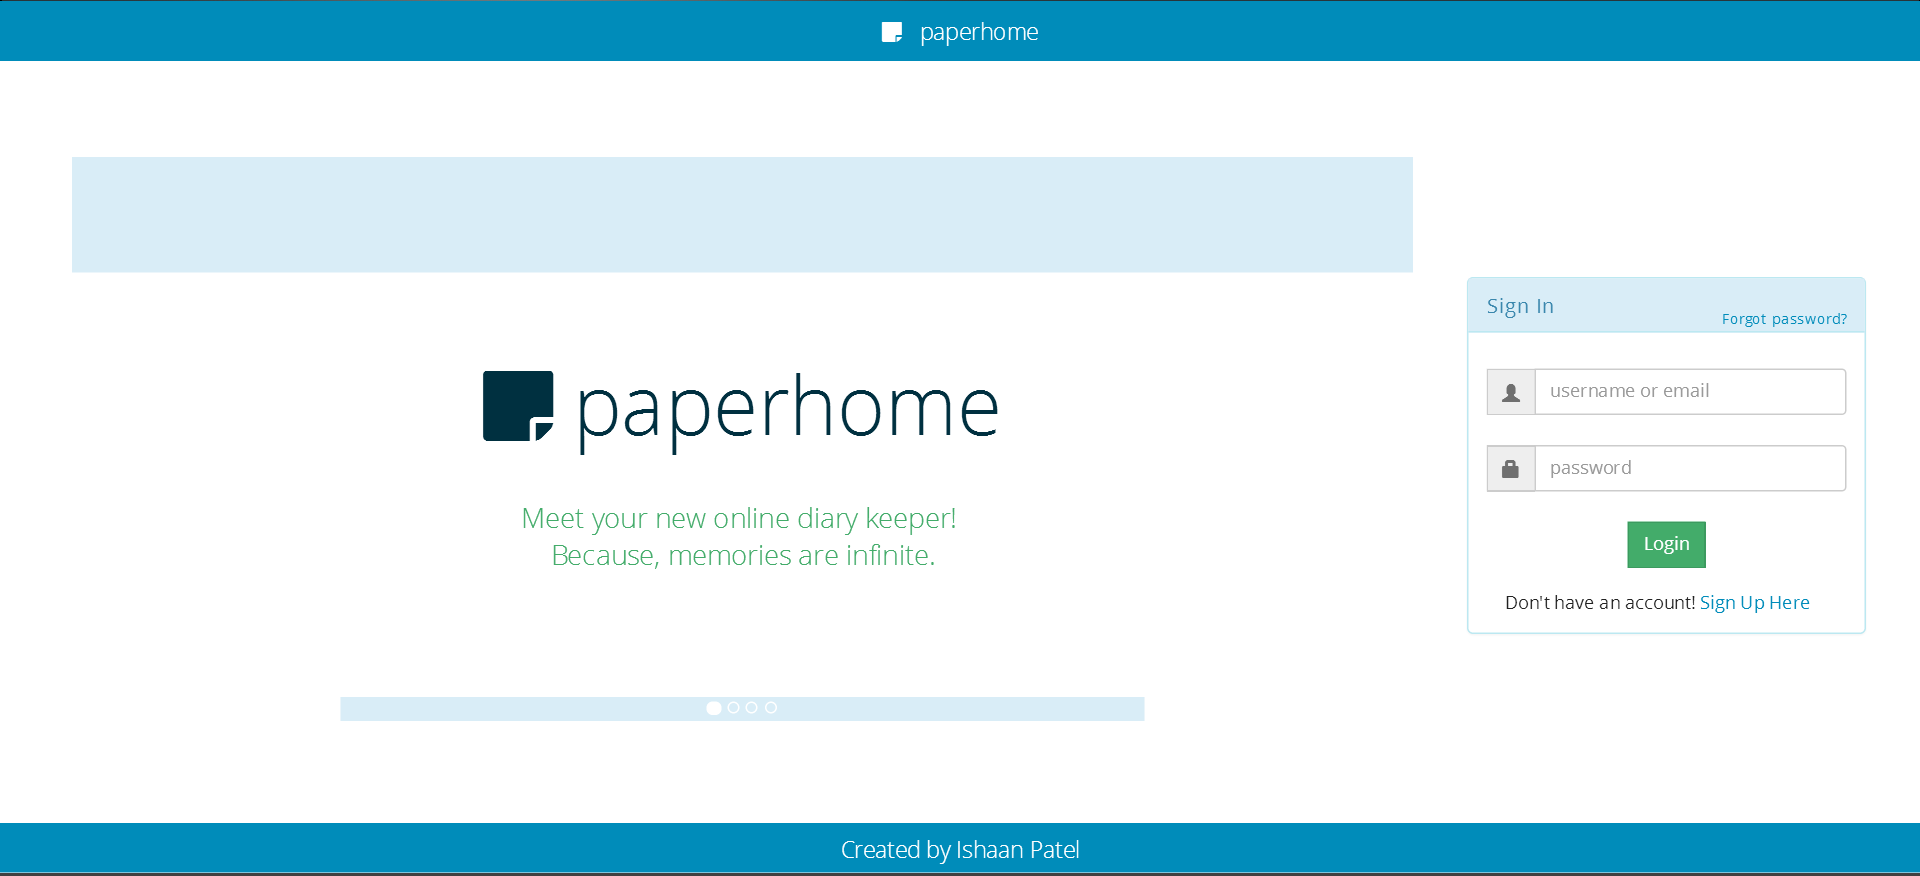 paperhome
paperhome
Meet your new online diary keeper!
Because, memories are infinite.
Sign In
Forgot password?
username or email
password
Login
Don't have an account! Sign Up Here
Created by Ishaan Patel